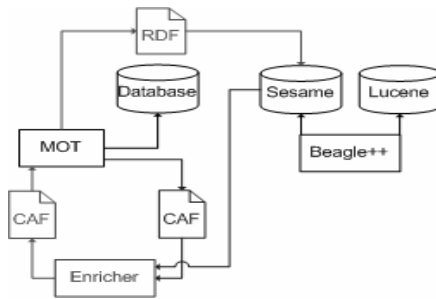 RDF
Database
Sesame
Lucene
MOT
Beagle++
CAF
CAF
Enricher